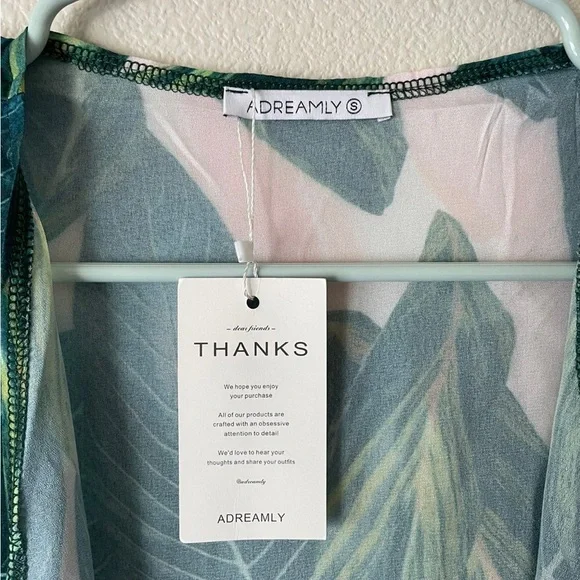 ADREAMLY S
– dear friends –
THANKS
We hope you enjoy
your purchase
All of our products are
crafted with an obsessive
attention to detail
We'd love to hear your
thoughts and share your outfits
@adreamly
ADREAMLY